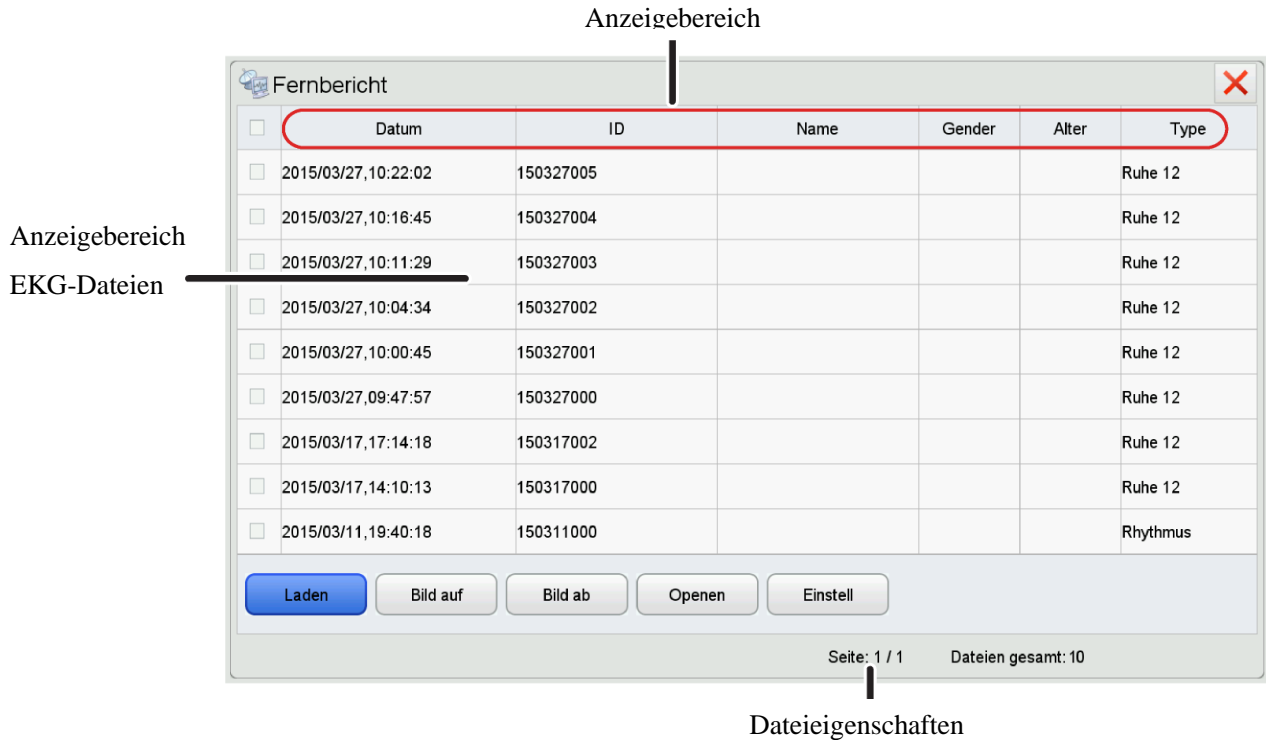 Anzeigebereich
Fernbericht
Datum ID Name Gender Alter Type
2015/03/27,10:22:02 150327005 Ruhe 12
2015/03/27,10:16:45 150327004 Ruhe 12
Anzeigebereich
EKG-Dateien
2015/03/27,10:11:29 150327003 Ruhe 12
2015/03/27,10:04:34 150327002 Ruhe 12
2015/03/27,10:00:45 150327001 Ruhe 12
2015/03/27,09:47:57 150327000 Ruhe 12
2015/03/17,17:14:18 150317002 Ruhe 12
2015/03/17,14:10:13 150317000 Ruhe 12
2015/03/11,19:40:18 150311000 Rhythmus
Laden Bild auf Bild ab Openen Einstell
Seite: 1 / 1 Dateien gesamt: 10
Dateieigenschaften